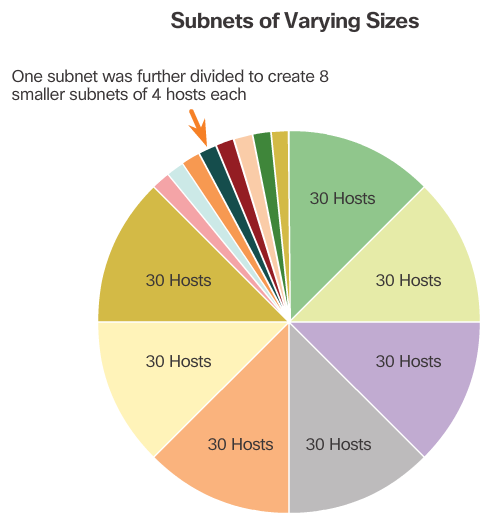 Subnets of Varying Sizes
One subnet was further divided to create 8
smaller subnets of 4 hosts each
30 Hosts
30 Hosts
30 Hosts
30 Hosts
30 Hosts
30 Hosts
30 Hosts